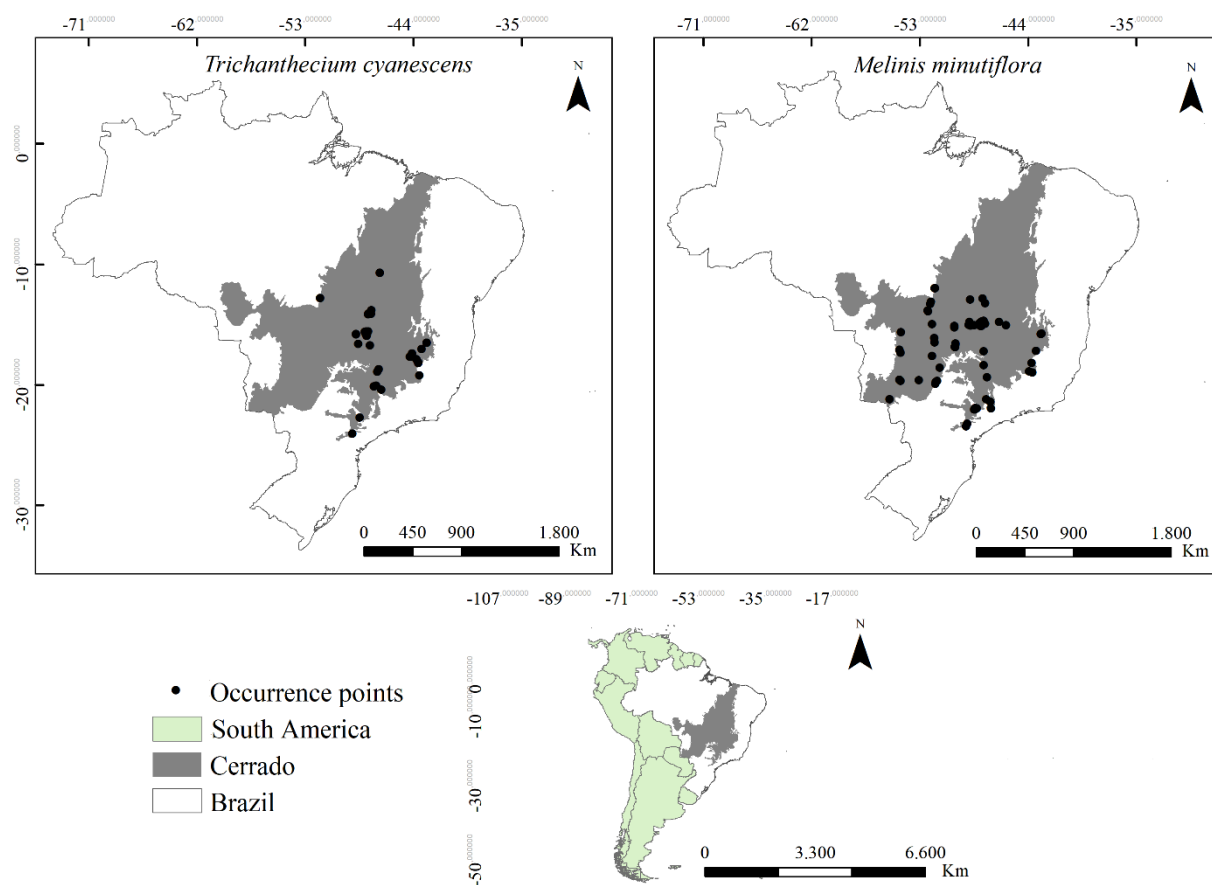 -71,000000 -62,000000 -53,000000 -44,000000 -35,000000
Trichanthecium cyanescens
N
0,000000
-10,000000
-20,000000
-30,000000
0 450 900 1.800
Km
-71,000000 -62,000000 -53,000000 -44,000000 -35,000000
Melinis minutiflora
N
0 450 900 1.800
Km
-107,000000 -89,000000 -71,000000 -53,000000 -35,000000 -17,000000
N
0,000000
-10,000000
-20,000000
-30,000000
-40,000000
-50,000000
Occurrence points
South America
Cerrado
Brazil
0 3.300 6.600
Km